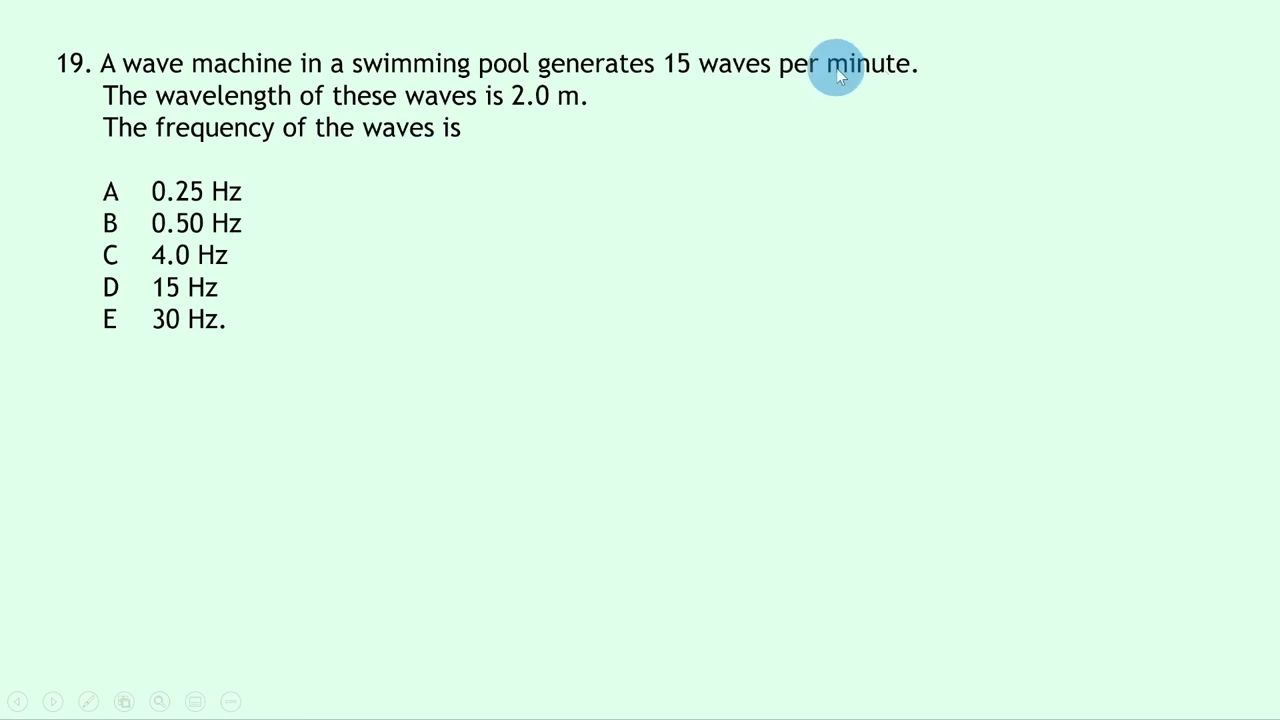 19. A wave machine in a swimming pool generates 15 waves per minute.
The wavelength of these waves is 2.0 m.
The frequency of the waves is
A 0.25 Hz
B 0.50 Hz
C 4.0 Hz
D 15 Hz
E 30 Hz.